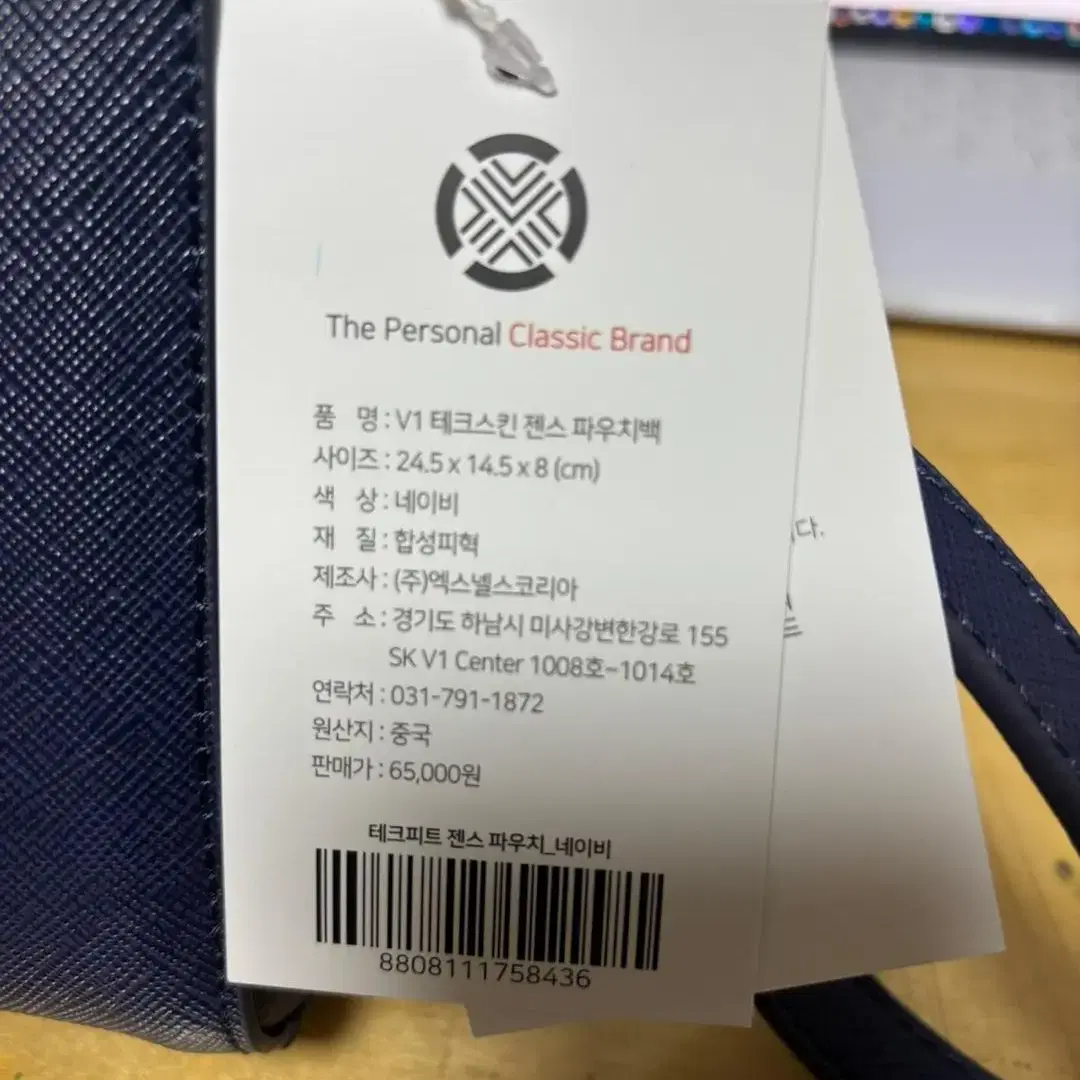 The Personal Classic Brand
품 명 : V1 테크스킨 젠스 파우치백
사이즈 : 24.5 x 14.5 x 8 (cm)
색 상 : 네이비
재 질 : 합성피혁
제조사 : (주)엑스넬스코리아
주 소 : 경기도 하남시 미사강변한강로 155
SK V1 Center 1008호~1014호
연락처 : 031-791-1872
원산지 : 중국
판매가 : 65,000원
테크피트 젠스 파우치_네이비
8808111758436
다.